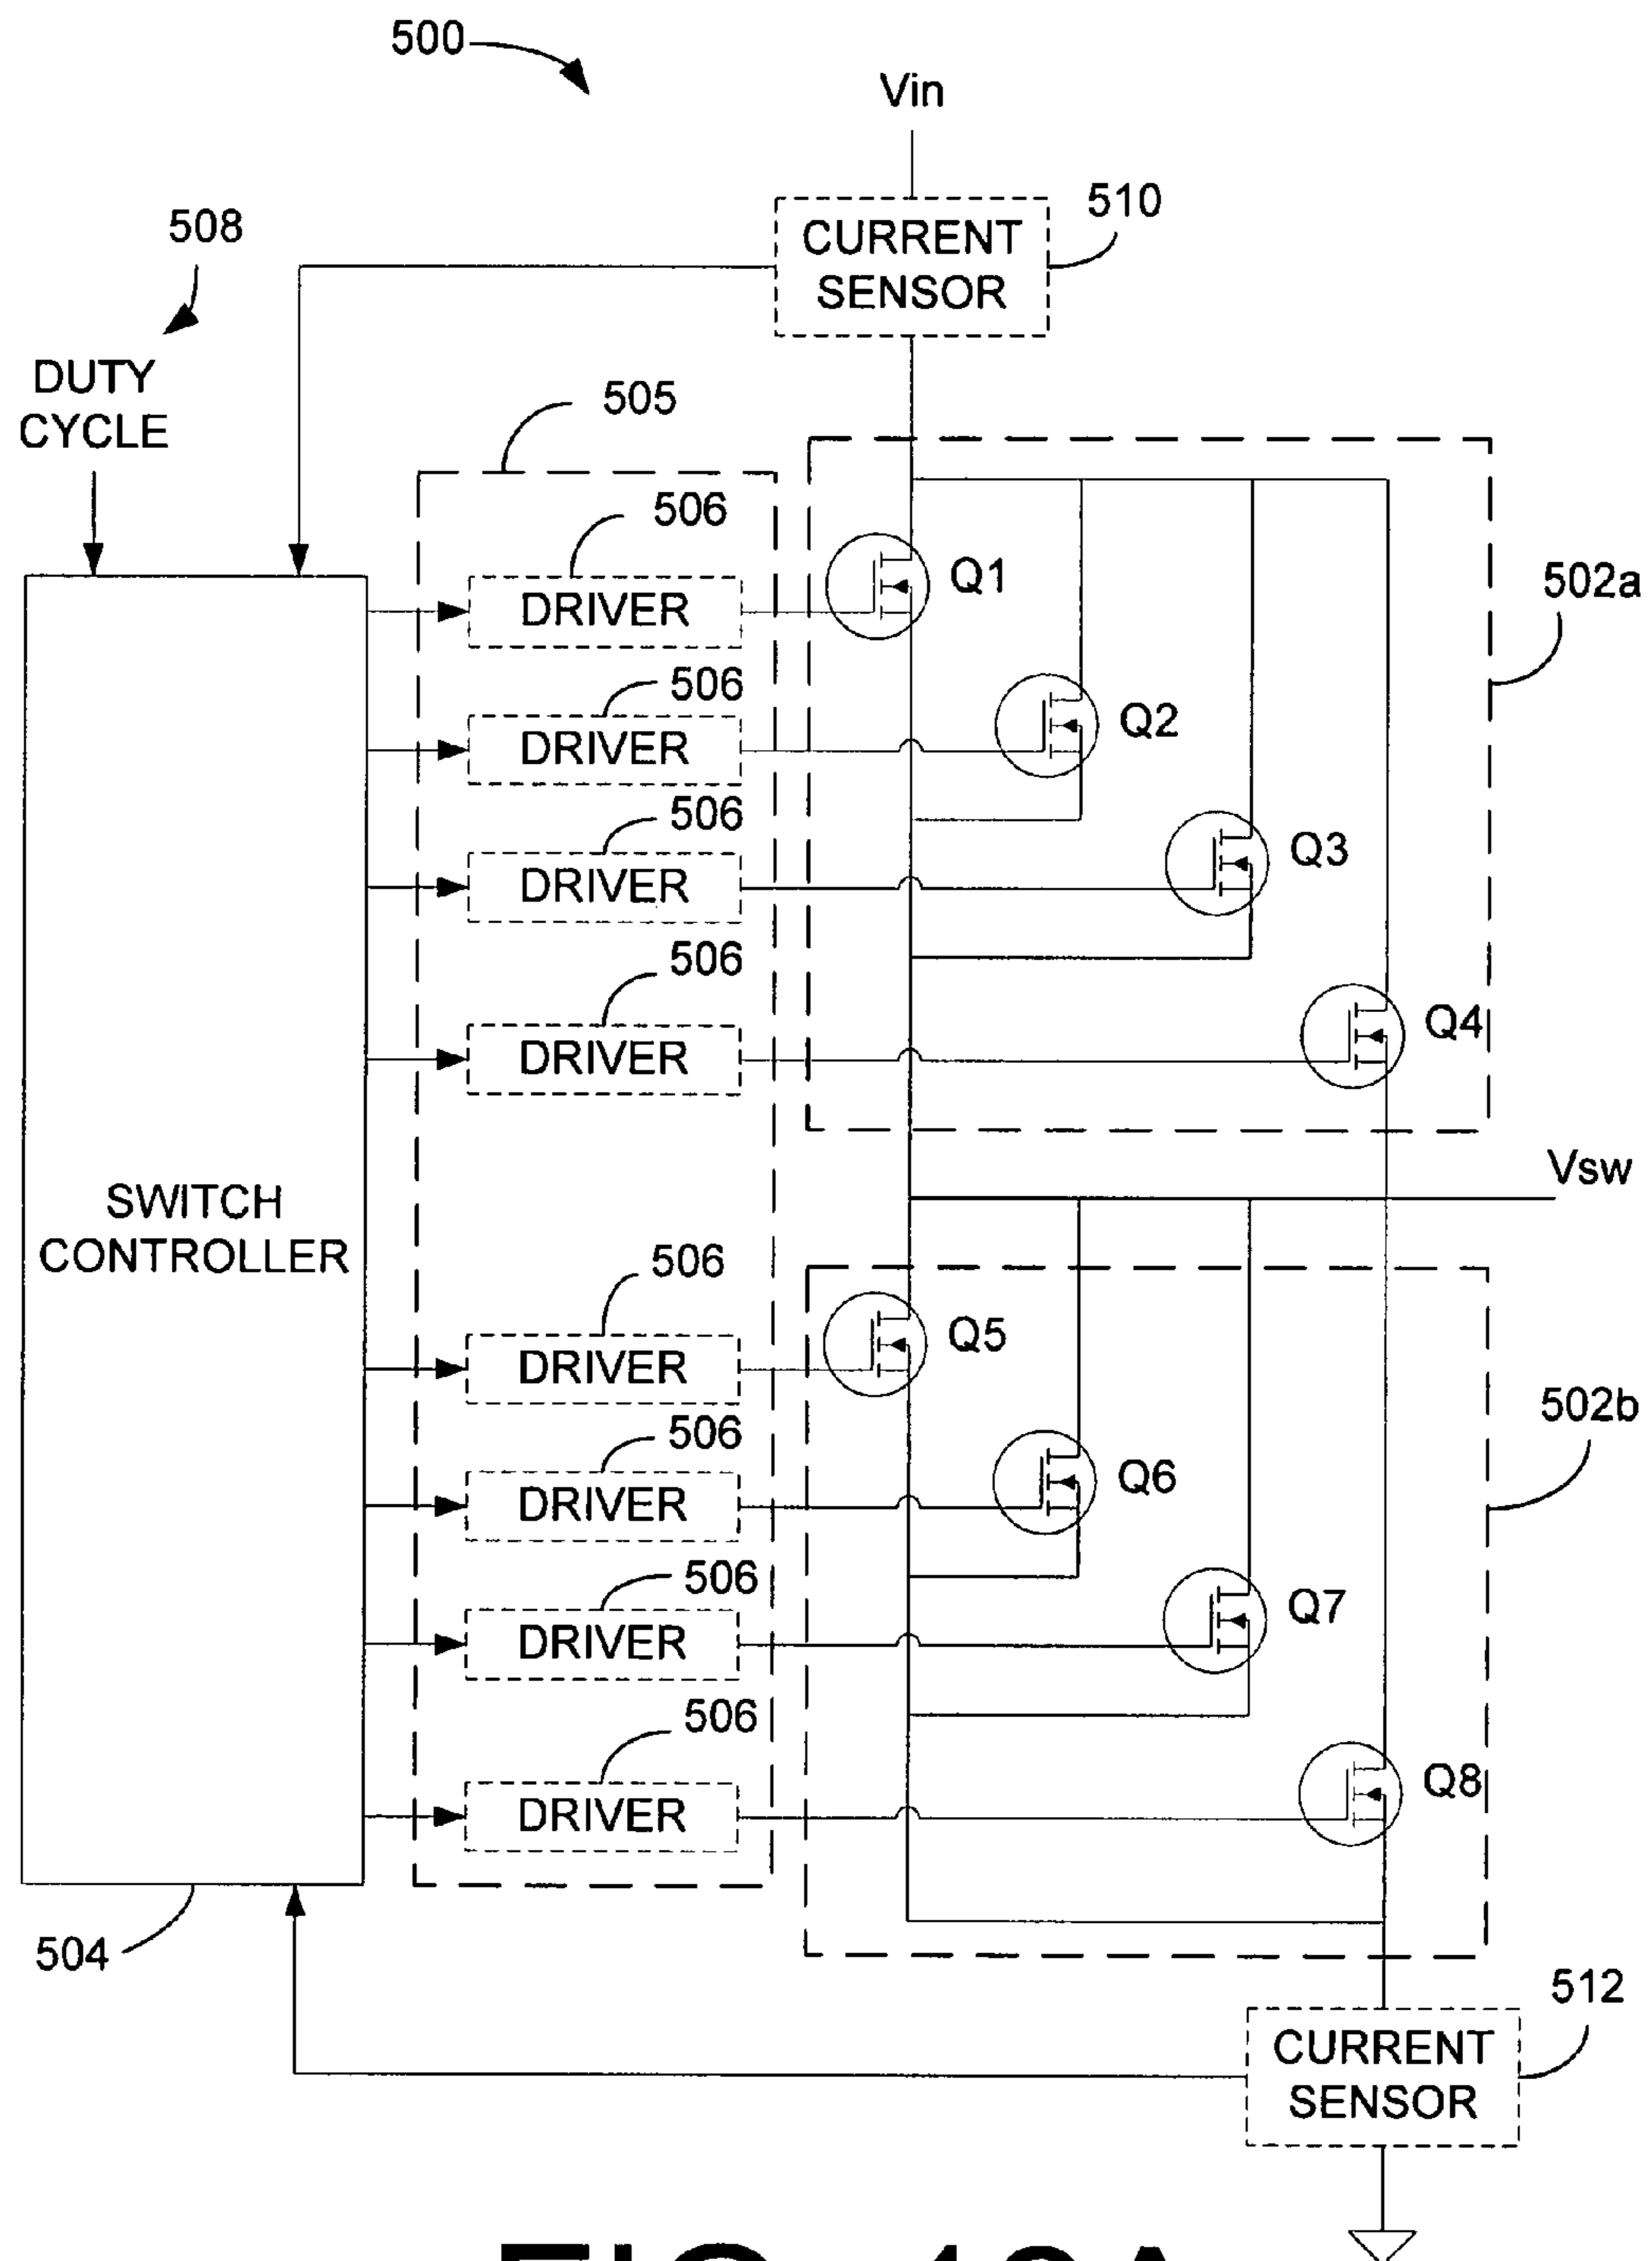 500
Vin
510
CURRENT
SENSOR
508
DUTY
CYCLE
505
506
DRIVER
Q1
502a
506
DRIVER
Q2
506
DRIVER
Q3
506
DRIVER
Q4
Vsw
SWITCH
CONTROLLER
506
DRIVER
Q5
502b
506
DRIVER
Q6
506
DRIVER
Q7
506
DRIVER
Q8
504
512
CURRENT
SENSOR